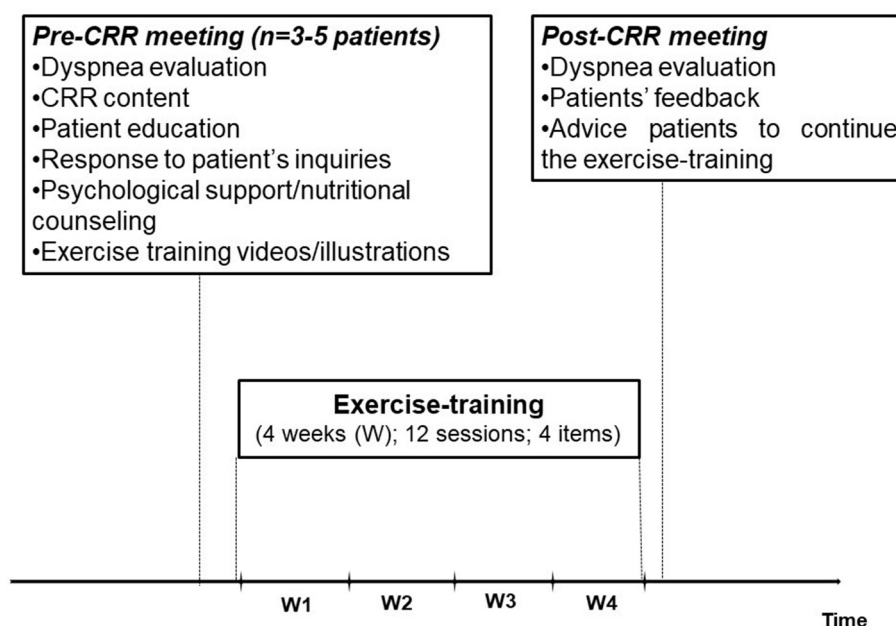 Pre-CRR meeting (n=3-5 patients)
•Dyspnea evaluation
•CRR content
•Patient education
•Response to patient's inquiries
•Psychological support/nutritional
counseling
•Exercise training videos/illustrations
Post-CRR meeting
•Dyspnea evaluation
•Patients' feedback
•Advice patients to continue
the exercise-training
Exercise-training
(4 weeks (W); 12 sessions; 4 items)
W1 W2 W3 W4
Time